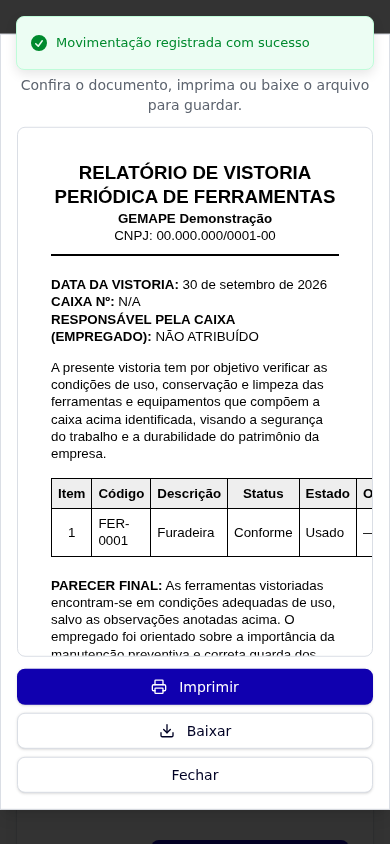 Movimentação registrada com sucesso
Confira o documento, imprima ou baixe o arquivo
para guardar.
RELATÓRIO DE VISTORIA
PERIÓDICA DE FERRAMENTAS
GEMAPE Demonstração
CNPJ: 00.000.000/0001-00
DATA DA VISTORIA: 30 de setembro de 2026
CAIXA Nº: N/A
RESPONSÁVEL PELA CAIXA
(EMPREGADO): NÃO ATRIBUÍDO
A presente vistoria tem por objetivo verificar as
condições de uso, conservação e limpeza das
ferramentas e equipamentos que compõem a
caixa acima identificada, visando a segurança
do trabalho e a durabilidade do patrimônio da
empresa.
Item Código Descrição Status Estado
1 FER-0001 Furadeira Conforme Usado —
PARECER FINAL: As ferramentas vistoriadas
encontram-se em condições adequadas de uso,
salvo as observações anotadas acima. O
empregado foi orientado sobre a importância da
manutenção preventiva e correta guarda dos
Imprimir
Baixar
Fechar